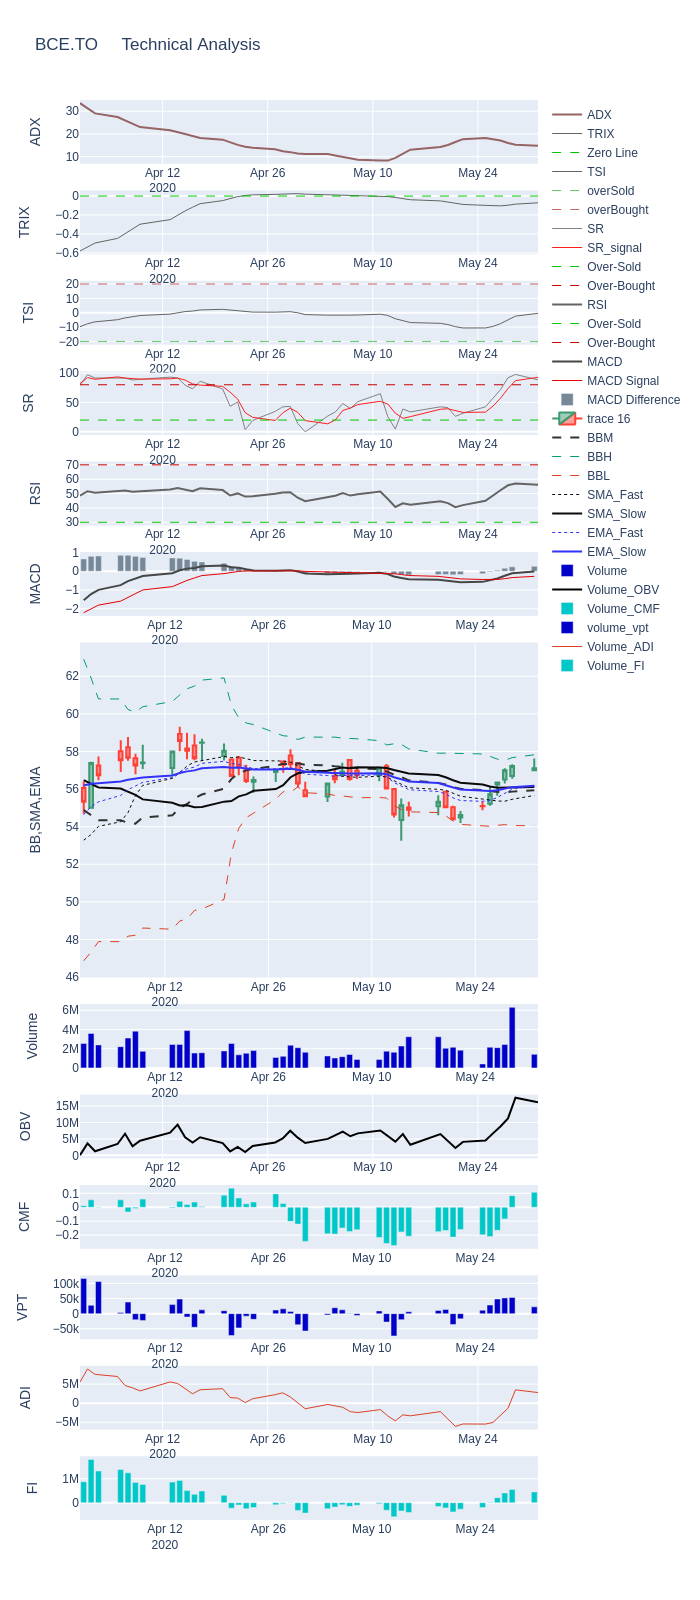 BCE.TO Technical Analysis
ADX
30
20
10
Apr 12
2020
Apr 26
May 10
May 24
TRIX
0
−0.2
−0.4
−0.6
Apr 12
2020
Apr 26
May 10
May 24
TSI
20
10
0
−10
−20
Apr 12
2020
Apr 26
May 10
May 24
SR
100
50
0
Apr 12
2020
Apr 26
May 10
May 24
RSI
70
60
50
40
30
Apr 12
2020
Apr 26
May 10
May 24
MACD
1
0
−1
−2
Apr 12
2020
Apr 26
May 10
May 24
BB,SMA,EMA
62
60
58
56
54
52
50
48
46
Apr 12
2020
Apr 26
May 10
May 24
Volume
6M
4M
2M
0
Apr 12
2020
Apr 26
May 10
May 24
OBV
15M
10M
5M
0
Apr 12
2020
Apr 26
May 10
May 24
CMF
0.1
0
−0.1
−0.2
Apr 12
2020
Apr 26
May 10
May 24
VPT
100k
50k
0
−50k
Apr 12
2020
Apr 26
May 10
May 24
ADI
5M
0
−5M
Apr 12
2020
Apr 26
May 10
May 24
FI
1M
0
Apr 12
2020
Apr 26
May 10
May 24
ADX
TRIX
Zero Line
TSI
overSold
overBought
SR
SR_signal
Over-Sold
Over-Bought
RSI
Over-Sold
Over-Bought
MACD
MACD Signal
MACD Difference
trace 16
BBM
BBH
BBL
SMA_Fast
SMA_Slow
EMA_Fast
EMA_Slow
Volume
Volume_OBV
Volume_CMF
volume_vpt
Volume_ADI
Volume_FI